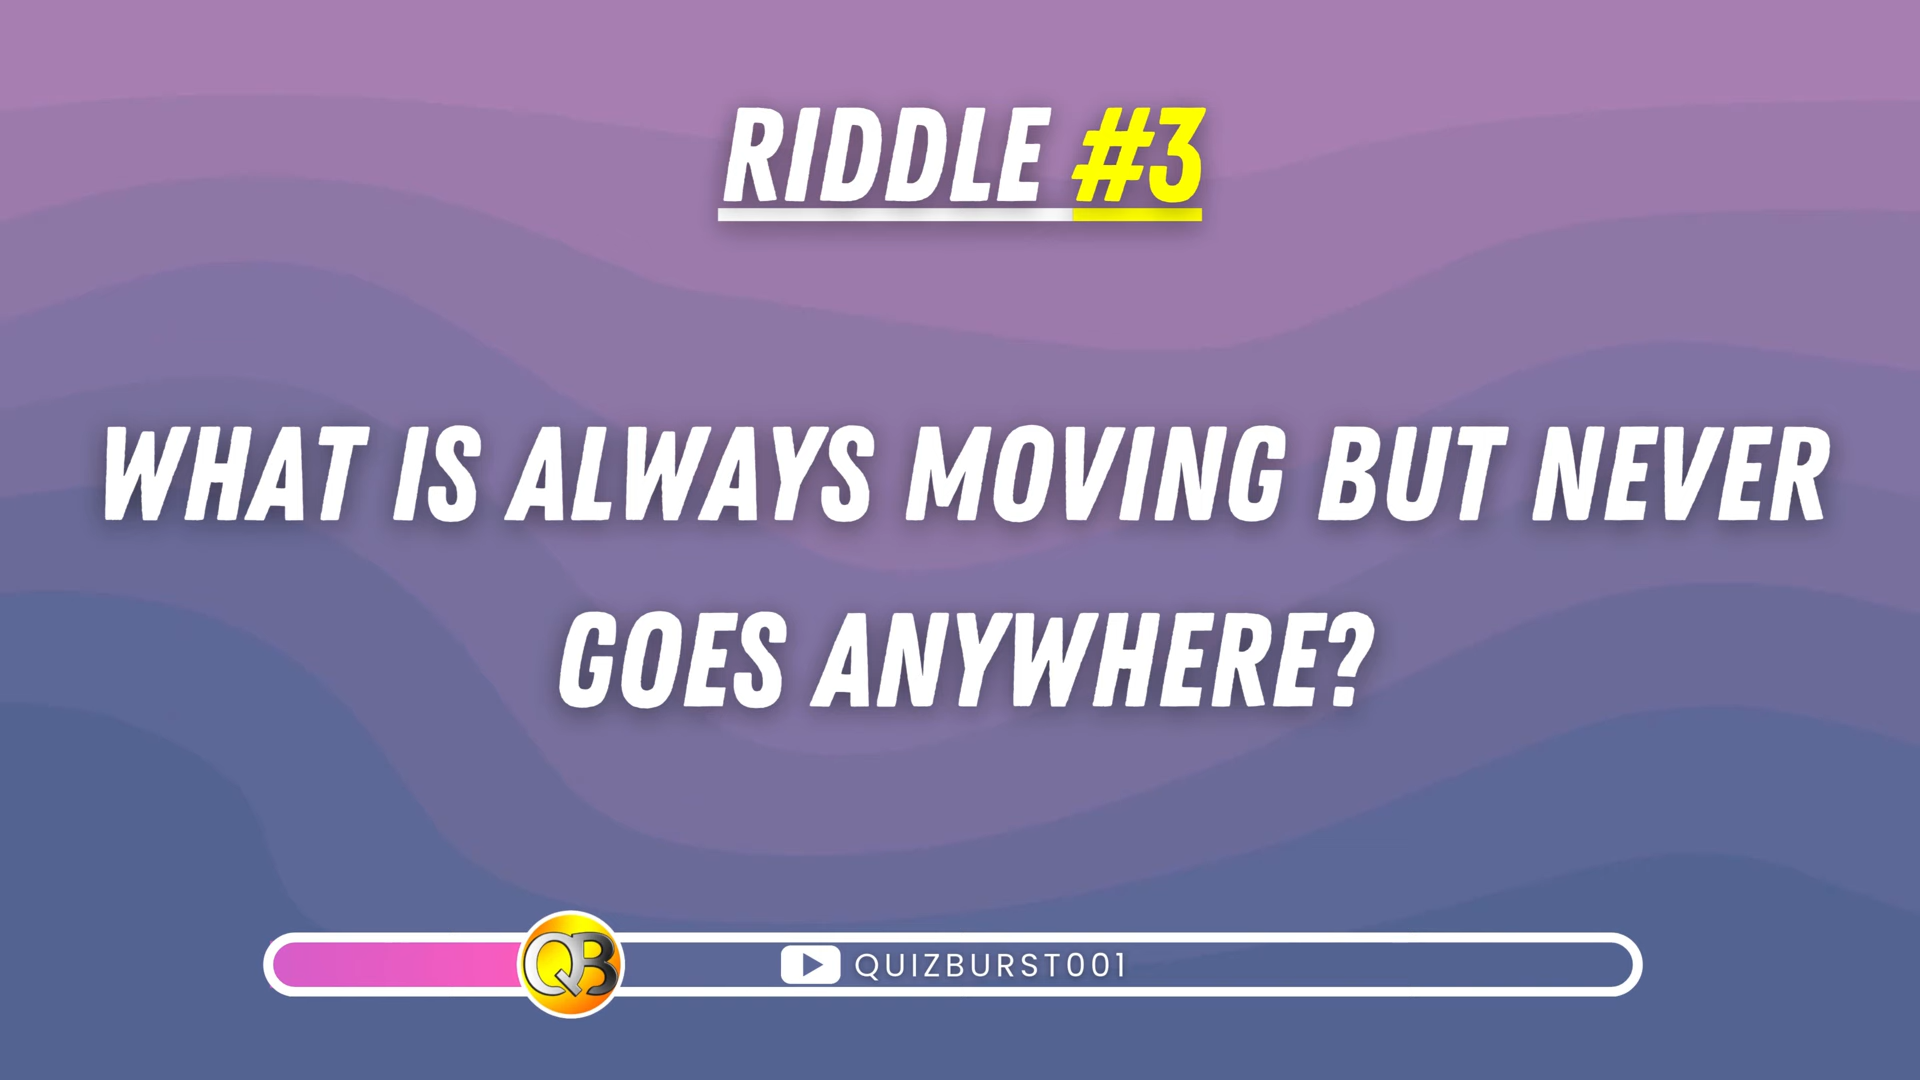 RIDDLE #3
WHAT IS ALWAYS MOVING BUT NEVER
GOES ANYWHERE?
QB
QUIZBURST001